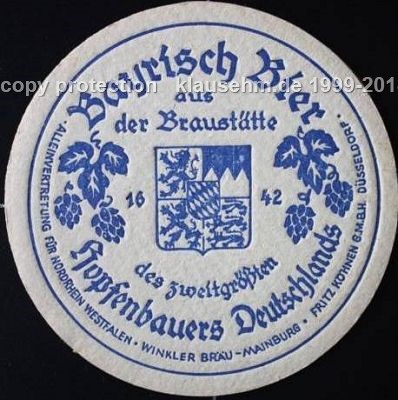 copy protection klausehm.de 1999-201
Bayrisch Bier
aus
der Braustätte
16 42
des zweitgrößten
Hopfenbauers Deutschlands
· ALLEINVERTRETUNG FÜR NORDRHEIN WESTFALEN · WINKLER BRÄU – MAINBURG · FRITZ KOHNEN G.M.B.H. DÜSSELDORF ·